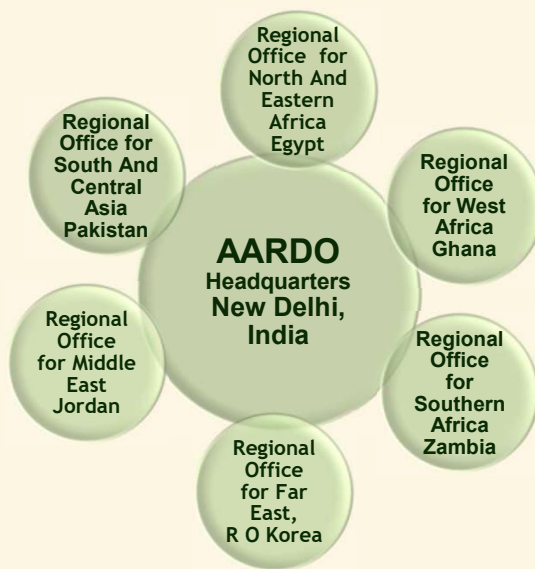 Regional
Office for
North And
Eastern
Africa
Egypt
Regional
Office for
South And
Central
Asia
Pakistan
Regional
Office
for West
Africa
Ghana
AARDO
Headquarters
New Delhi,
India
Regional
Office
for Middle
East
Jordan
Regional
Office
for
Southern
Africa
Zambia
Regional
Office
for Far
East,
R O Korea